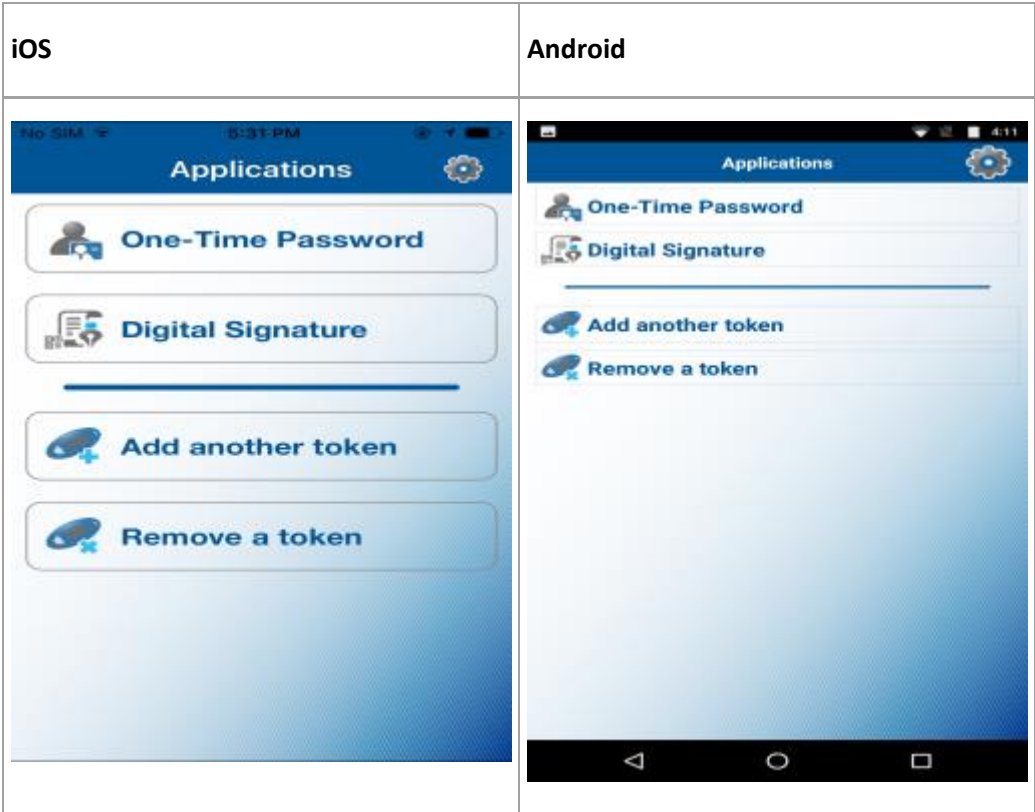 iOS
Android
No SIM 5:31 PM
Applications
One-Time Password
Digital Signature
Add another token
Remove a token
4:11
Applications
One-Time Password
Digital Signature
Add another token
Remove a token